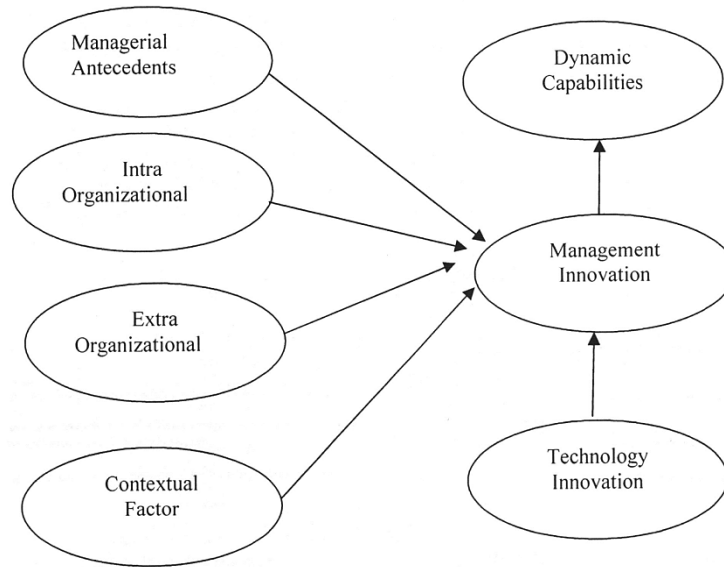 Managerial
Antecedents
Intra
Organizational
Extra
Organizational
Contextual
Factor
Dynamic
Capabilities
Management
Innovation
Technology
Innovation